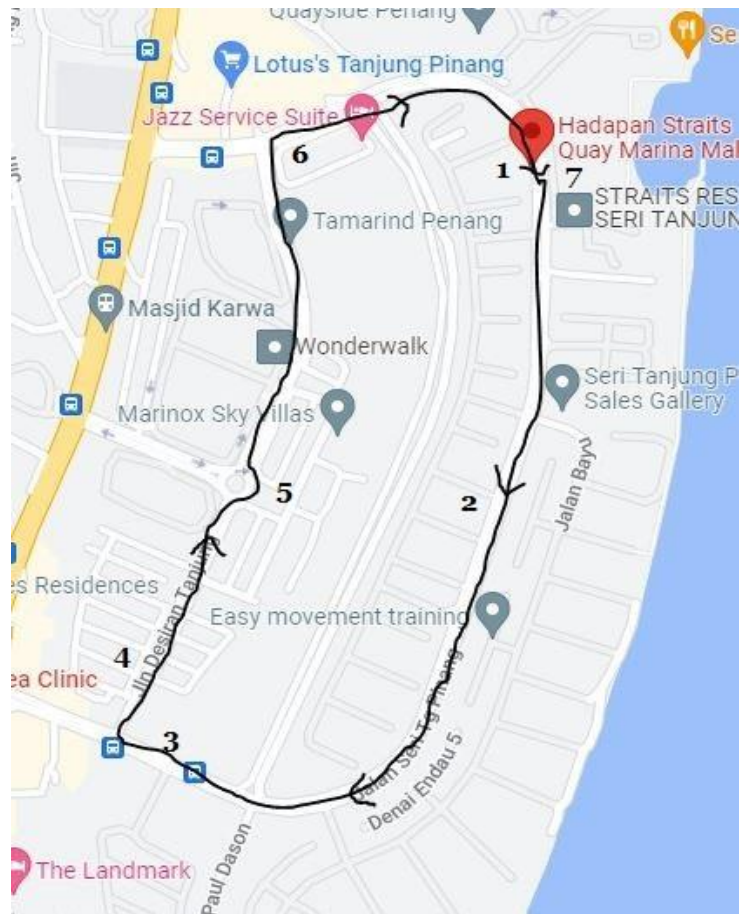 Quayside Penang
Lotus's Tanjung Pinang
Se
Jazz Service Suite
Hadapan Straits
Quay Marina Mal
6
1
7
STRAITS RES
SERI TANJUN
Tamarind Penang
Masjid Karwa
Wonderwalk
Seri Tanjung P
Sales Gallery
Marinox Sky Villas
Jalan Bayu
5
2
Jln Desiran Tanjung
es Residences
Easy movement training
4
ea Clinic
3
Jalan Seri Tg Pinang
Denai Endau 5
The Landmark
Paul Dason